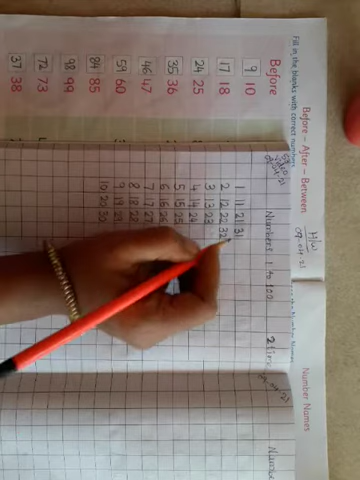 Before - After - Between
Fill in the blanks with correct numbers.
H/W
Before
9 10
17 18
24 25
35 36
46 47
59 60
84 85
98 99
72 73
37 38
Number Names
Numbers 1 to 100
1 11 21 31
2 12 22 32
3 13 23
4 14 24
5 15 25
6 16 26
7 17 27
8 18 28
9 19 29
10 20 30